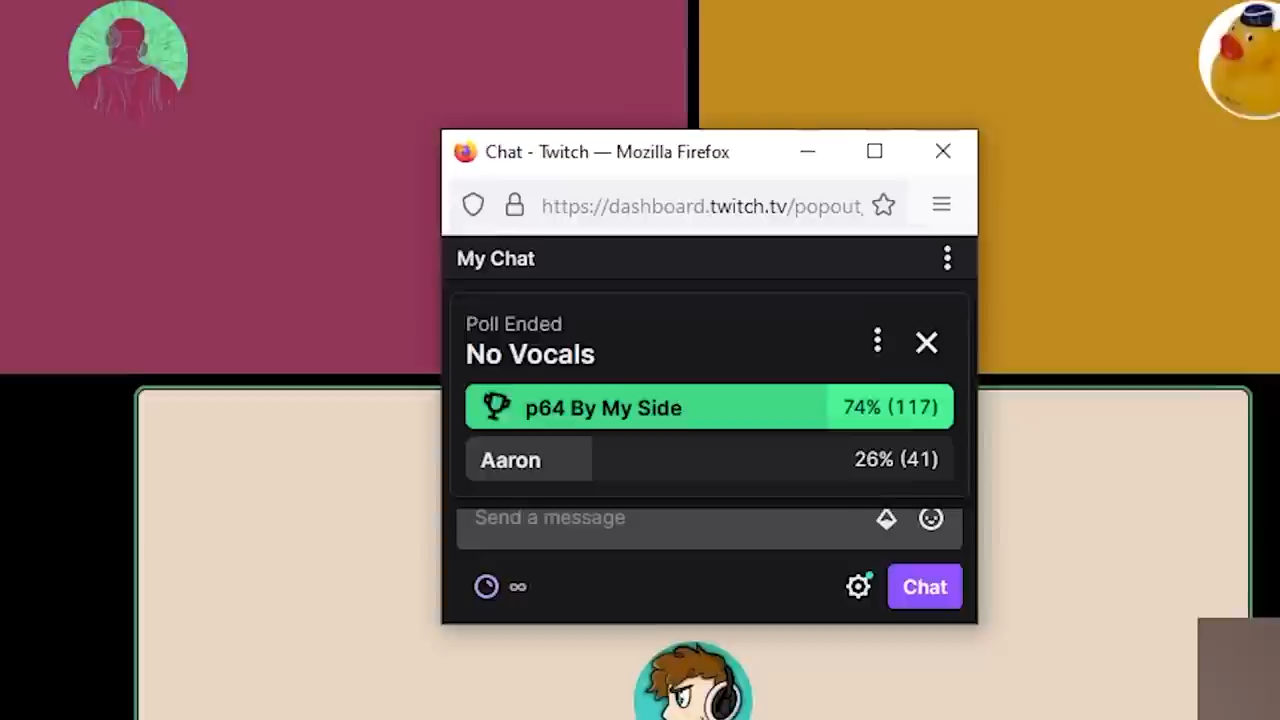 Chat - Twitch — Mozilla Firefox
https://dashboard.twitch.tv/popout
My Chat
Poll Ended
No Vocals
p64 By My Side 74% (117)
Aaron 26% (41)
Send a message
∞
Chat